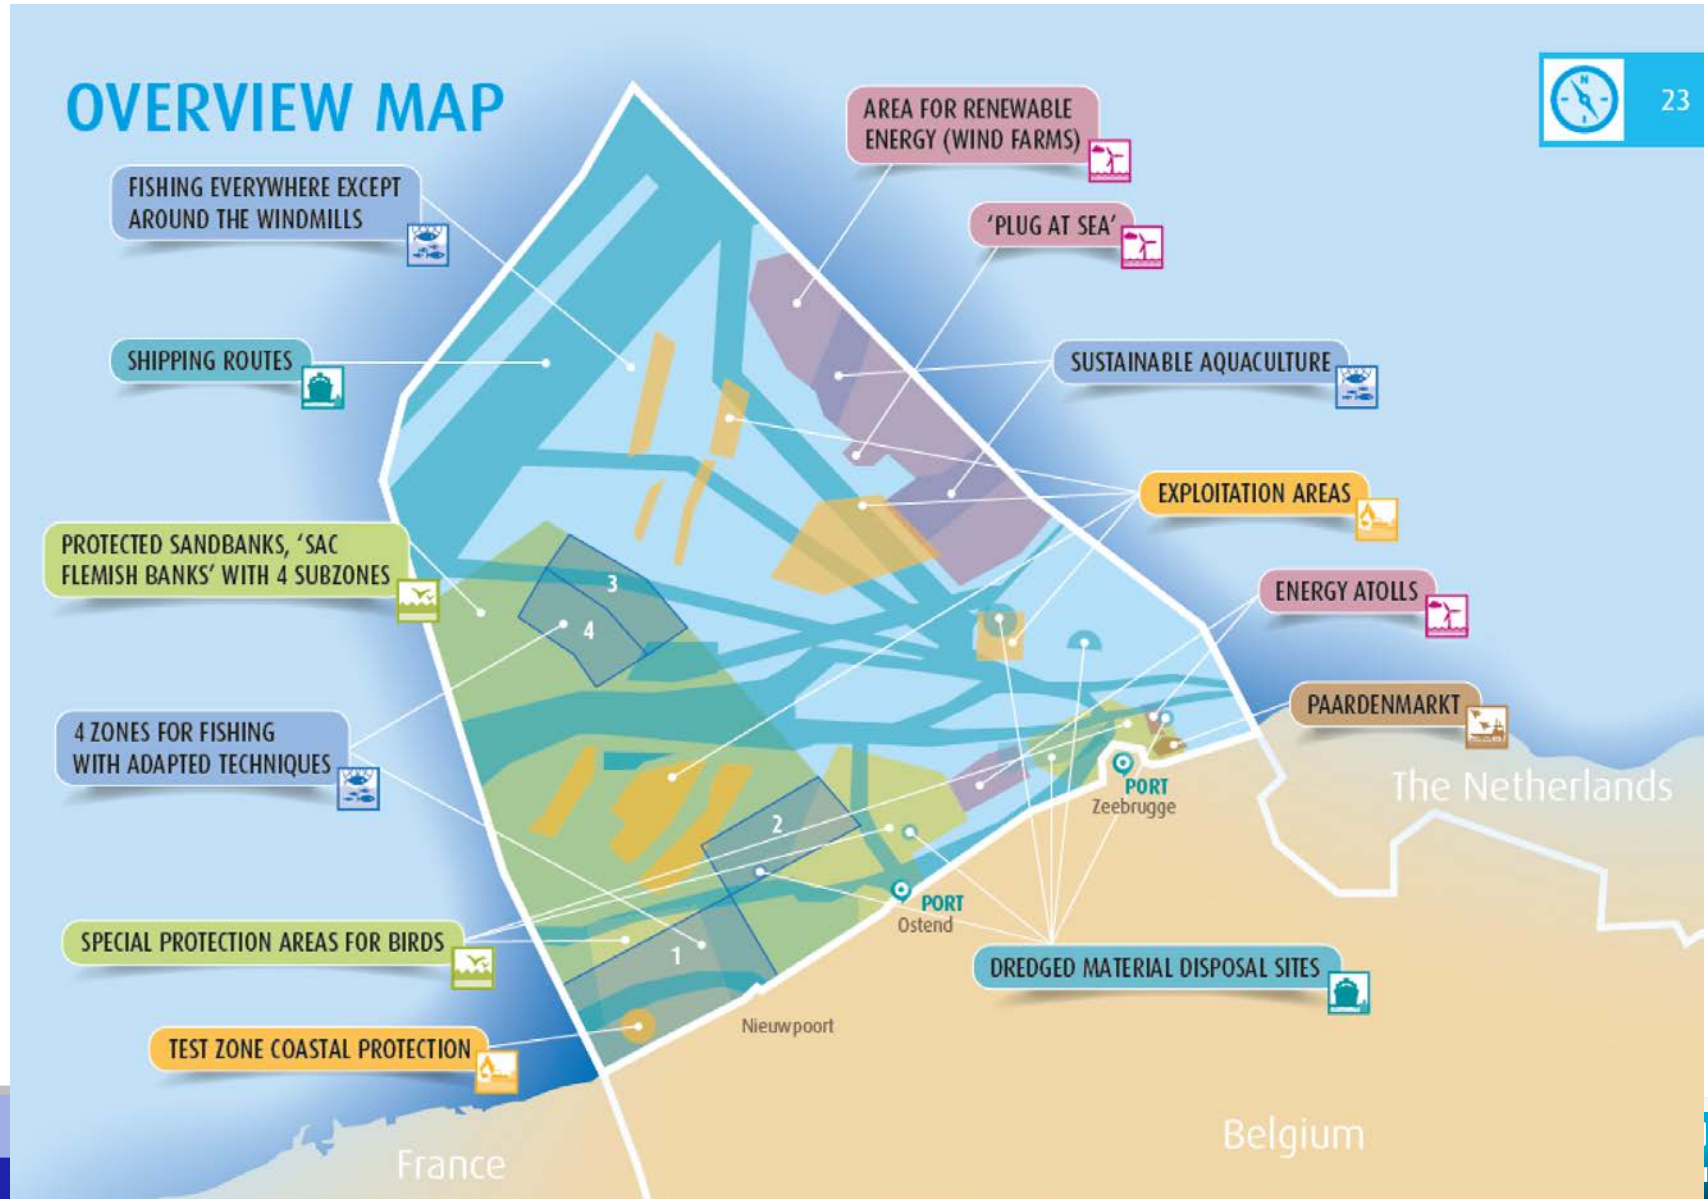 OVERVIEW MAP
23
AREA FOR RENEWABLE
ENERGY (WIND FARMS)
FISHING EVERYWHERE EXCEPT
AROUND THE WINDMILLS
'PLUG AT SEA'
SHIPPING ROUTES
SUSTAINABLE AQUACULTURE
EXPLOITATION AREAS
PROTECTED SANDBANKS, 'SAC
FLEMISH BANKS' WITH 4 SUBZONES
3
4
ENERGY ATOLLS
PAARDENMARKT
4 ZONES FOR FISHING
WITH ADAPTED TECHNIQUES
The Netherlands
PORT
Zeebrugge
2
PORT
Ostend
SPECIAL PROTECTION AREAS FOR BIRDS
1
DREDGED MATERIAL DISPOSAL SITES
Nieuwpoort
TEST ZONE COASTAL PROTECTION
Belgium
France